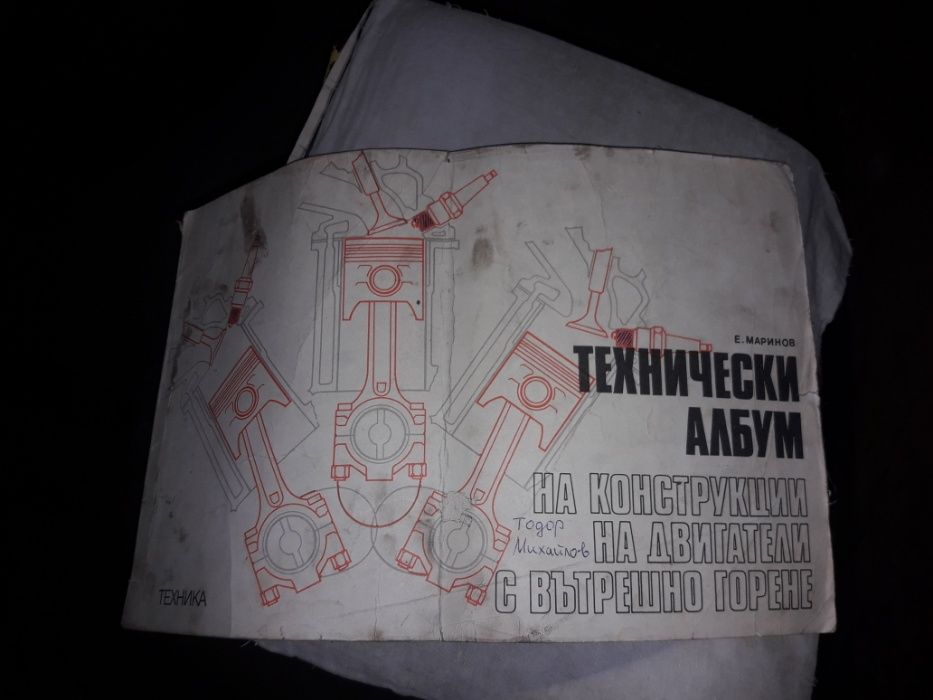 Е. МАРИНОВ
ТЕХНИЧЕСКИ
АЛБУМ
НА КОНСТРУКЦИИ
НА ДВИГАТЕЛИ
С ВЪТРЕШНО ГОРЕНЕ
Тодор
Михайлов
ТЕХНИКА